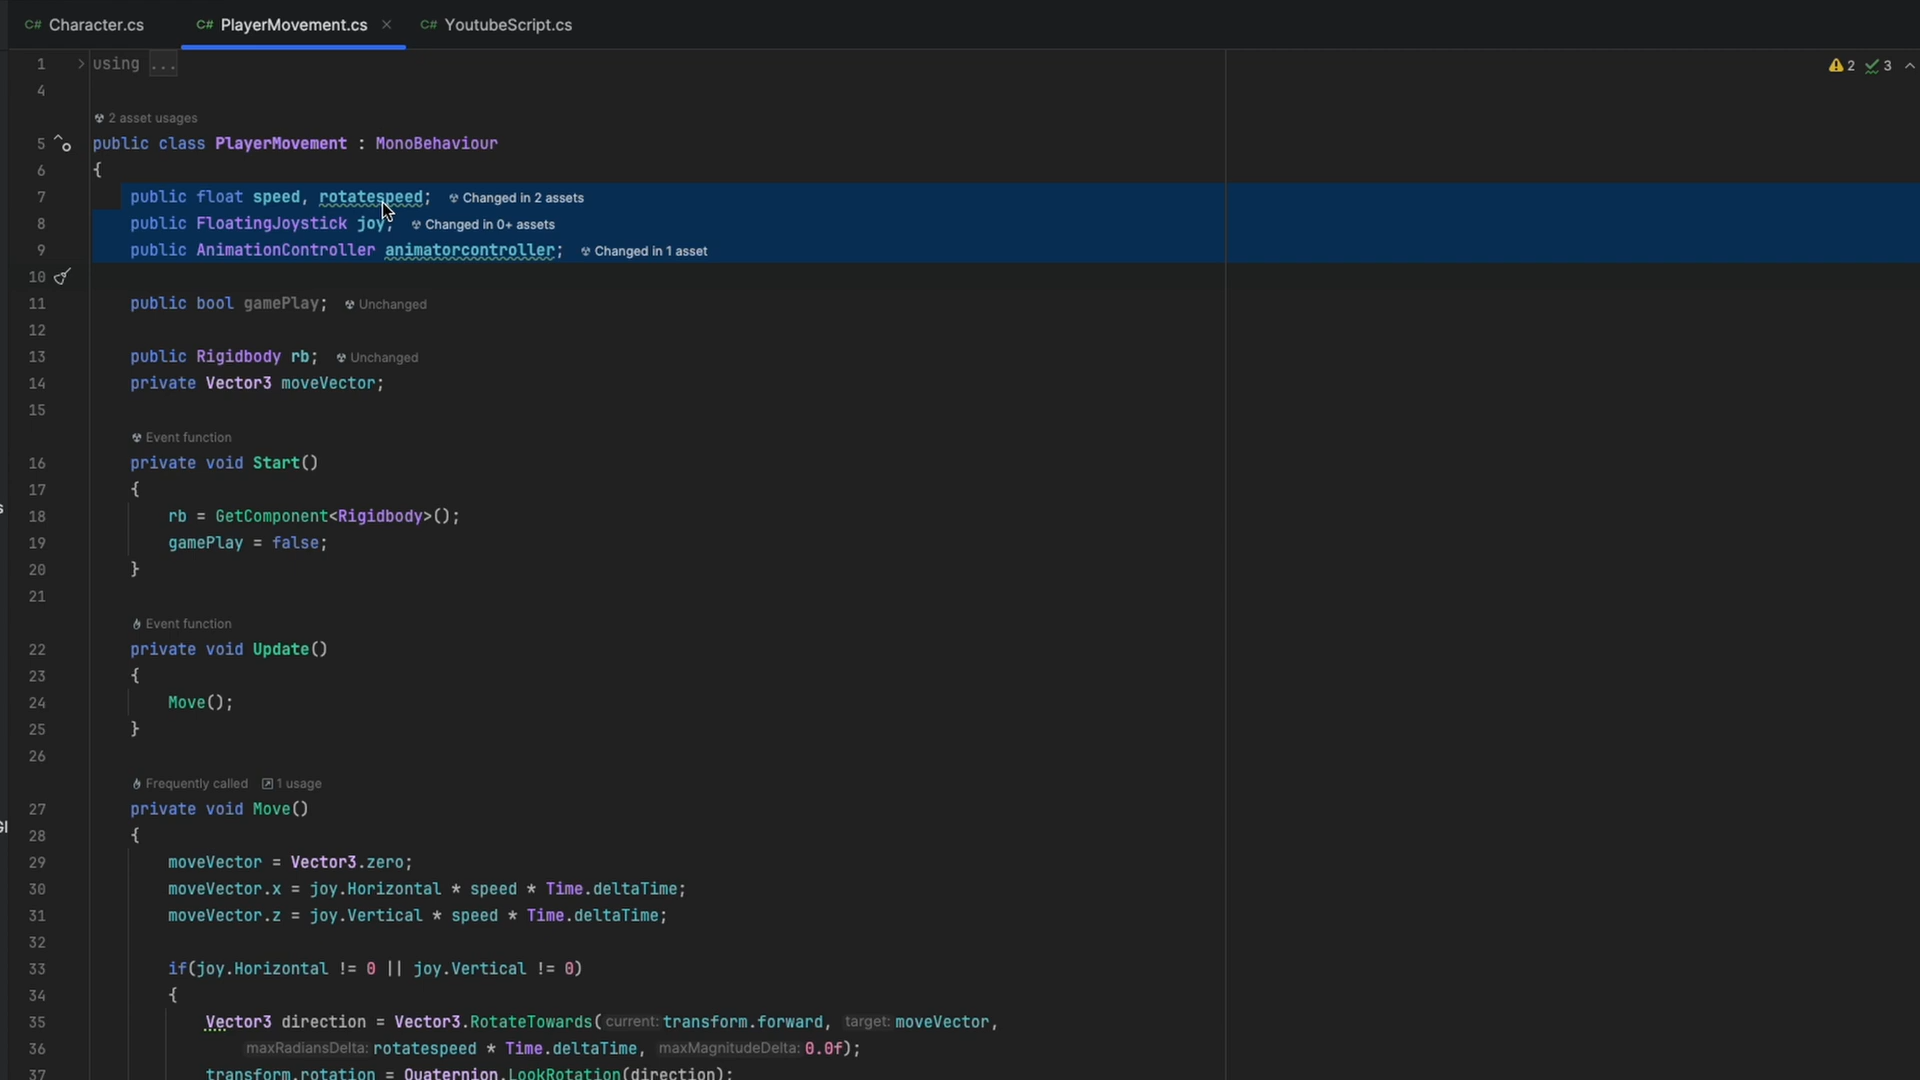 C# Character.cs C# PlayerMovement.cs × C# YoutubeScript.cs
1 using ... 2 3
4
2 asset usages
5 public class PlayerMovement : MonoBehaviour
6 {
7 public float speed, rotatespeed; Changed in 2 assets
8 public FloatingJoystick joy; Changed in 0+ assets
9 public AnimationController animatorcontroller; Changed in 1 asset
10
11 public bool gamePlay; Unchanged
12
13 public Rigidbody rb; Unchanged
14 private Vector3 moveVector;
15
Event function
16 private void Start()
17 {
18 rb = GetComponent<Rigidbody>();
19 gamePlay = false;
20 }
21
Event function
22 private void Update()
23 {
24 Move();
25 }
26
Frequently called 1 usage
27 private void Move()
28 {
29 moveVector = Vector3.zero;
30 moveVector.x = joy.Horizontal * speed * Time.deltaTime;
31 moveVector.z = joy.Vertical * speed * Time.deltaTime;
32
33 if(joy.Horizontal != 0 || joy.Vertical != 0)
34 {
35 Vector3 direction = Vector3.RotateTowards( current: transform.forward, target: moveVector,
36 maxRadiansDelta: rotatespeed * Time.deltaTime, maxMagnitudeDelta: 0.0f);
37 transform.rotation = Quaternion.LookRotation(direction);